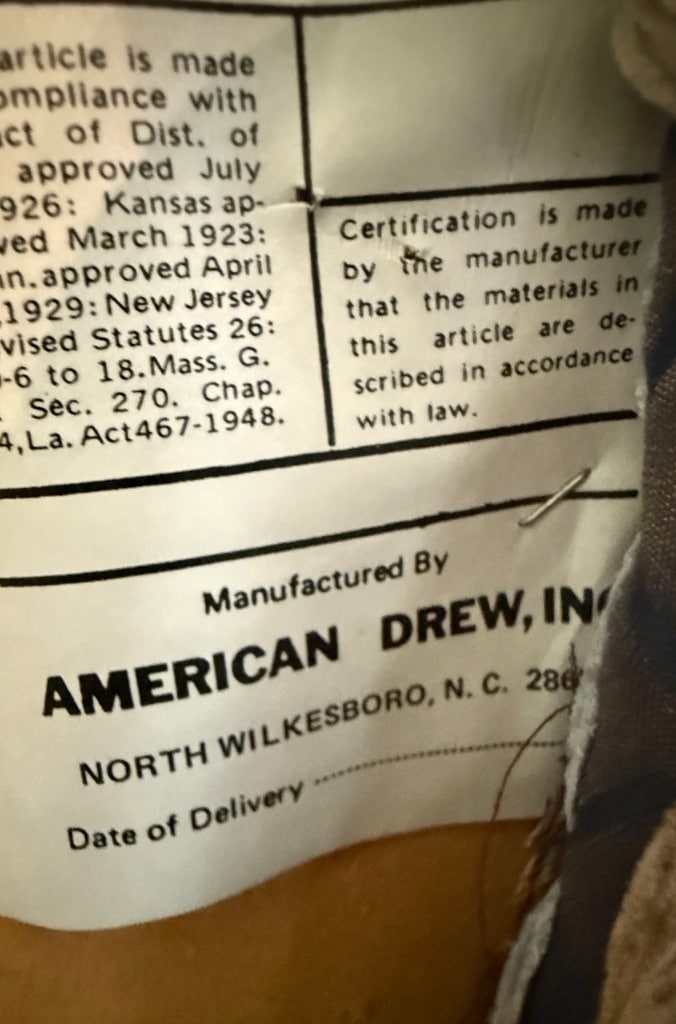 article is made
ompliance with
ct of Dist. of
approved July
926: Kansas ap-
ved March 1923:
n. approved April
1929: New Jersey
vised Statutes 26:
-6 to 18. Mass. G.
. Sec. 270. Chap.
4, La. Act 467-1948.
Certification is made
by the manufacturer
that the materials in
this article are de-
scribed in accordance
with law.
Manufactured By
AMERICAN DREW, IN
NORTH WILKESBORO, N. C. 286
Date of Delivery